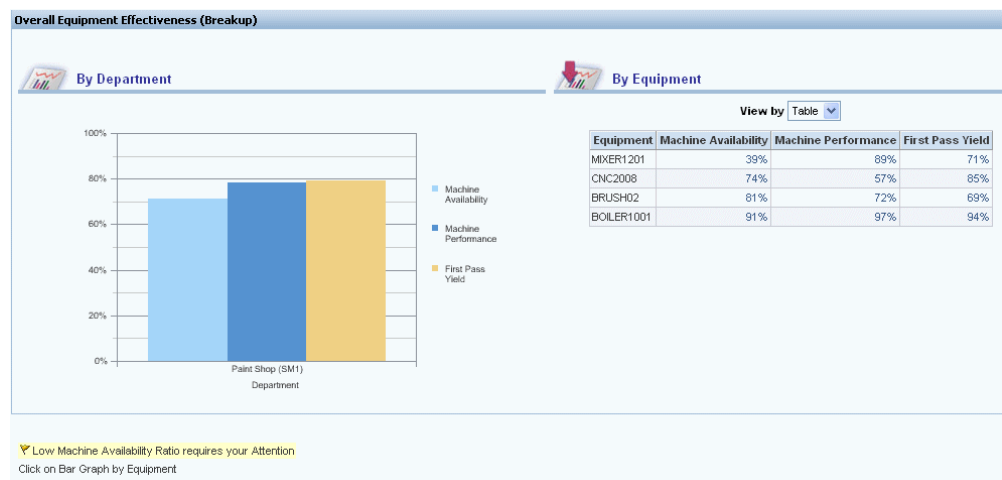 Overall Equipment Effectiveness (Breakup)
By Department
100%
80%
60%
40%
20%
0%
Paint Shop (SM1)
Department
Machine
Availability
Machine
Performance
First Pass
Yield
By Equipment
View by Table
Equipment Machine Availability Machine Performance First Pass Yield
MIXER1201 39% 89% 71%
CNC2008 74% 57% 85%
BRUSH02 81% 72% 69%
BOILER1001 91% 97% 94%
Low Machine Availability Ratio requires your Attention
Click on Bar Graph by Equipment